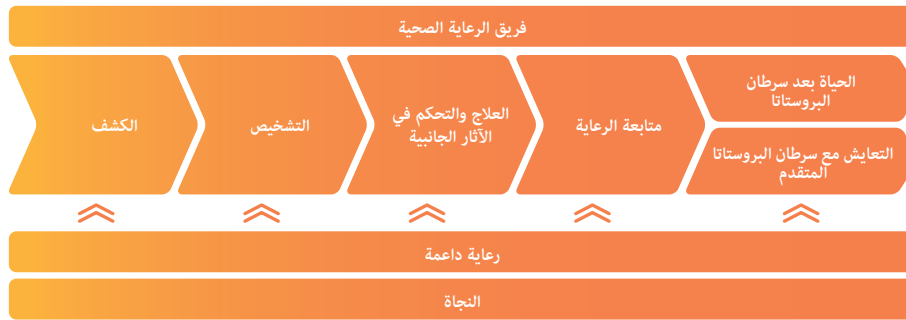 فريق الرعاية الصحية
الكشف
التشخيص
العلاج والتحكم في
الآثار الجانبية
متابعة الرعاية
الحياة بعد سرطان
البروستاتا
التعايش مع سرطان البروستاتا
المتقدم
رعاية داعمة
النجاة